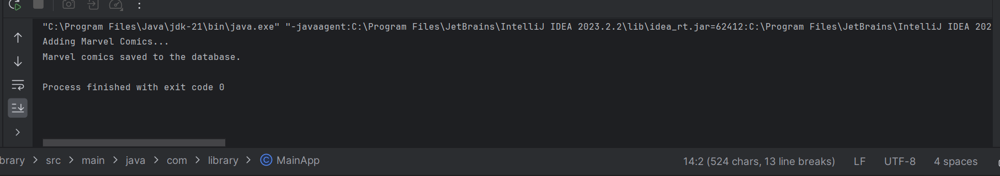 "C:\Program Files\Java\jdk-21\bin\java.exe" "-javaagent:C:\Program Files\JetBrains\IntelliJ IDEA 2023.2.2\lib\idea_rt.jar=62412:C:\Program Files\JetBrains\IntelliJ IDEA 202
Adding Marvel Comics...
Marvel comics saved to the database.
Process finished with exit code 0
brary > src > main > java > com > library > © MainApp 14:2 (524 chars, 13 line breaks) LF UTF-8 4 spaces